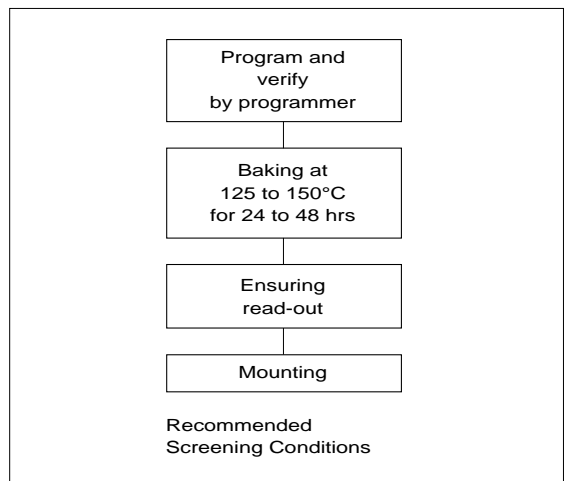 Program and
verify
by programmer
Baking at
125 to 150°C
for 24 to 48 hrs
Ensuring
read-out
Mounting
Recommended
Screening Conditions